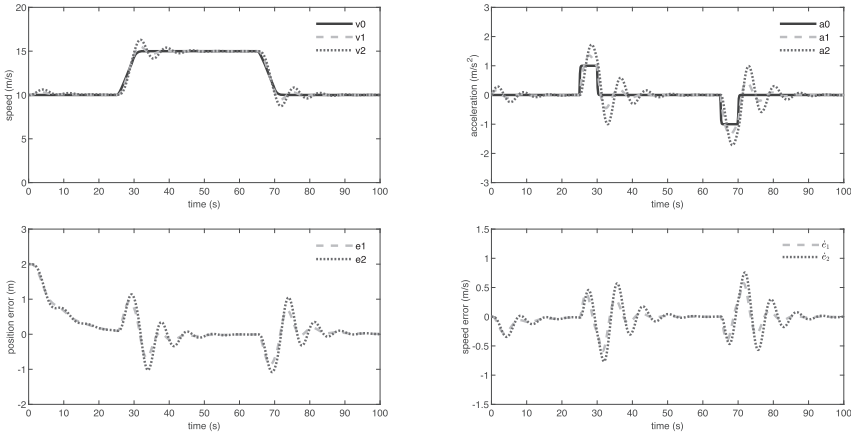 20
15
10
5
0
speed (m/s)
v0
v1
v2
0 10 20 30 40 50 60 70 80 90 100
time (s)
3
2
1
0
-1
-2
-3
acceleration (m/s²)
a0
a1
a2
0 10 20 30 40 50 60 70 80 90 100
time (s)
3
2
1
0
-1
-2
position error (m)
e1
e2
0 10 20 30 40 50 60 70 80 90 100
time (s)
1.5
1
0.5
0
-0.5
-1
-1.5
speed error (m/s)
ė₁
ė₂
0 10 20 30 40 50 60 70 80 90 100
time (s)